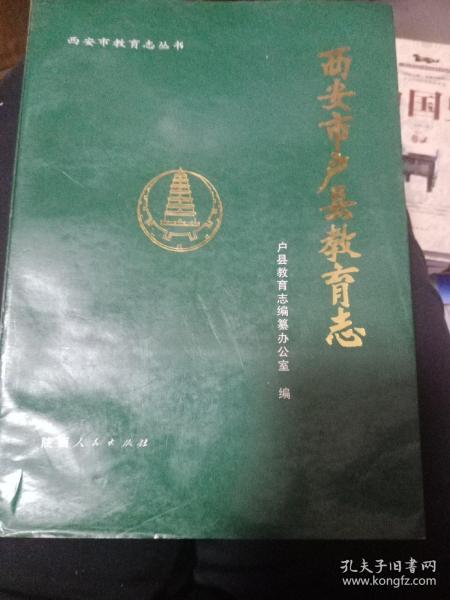 西安市教育志丛书
西安市户县教育志
户县教育志编纂办公室 编
陕西人民出版社
国
孔夫子旧书网
www.kongfz.com